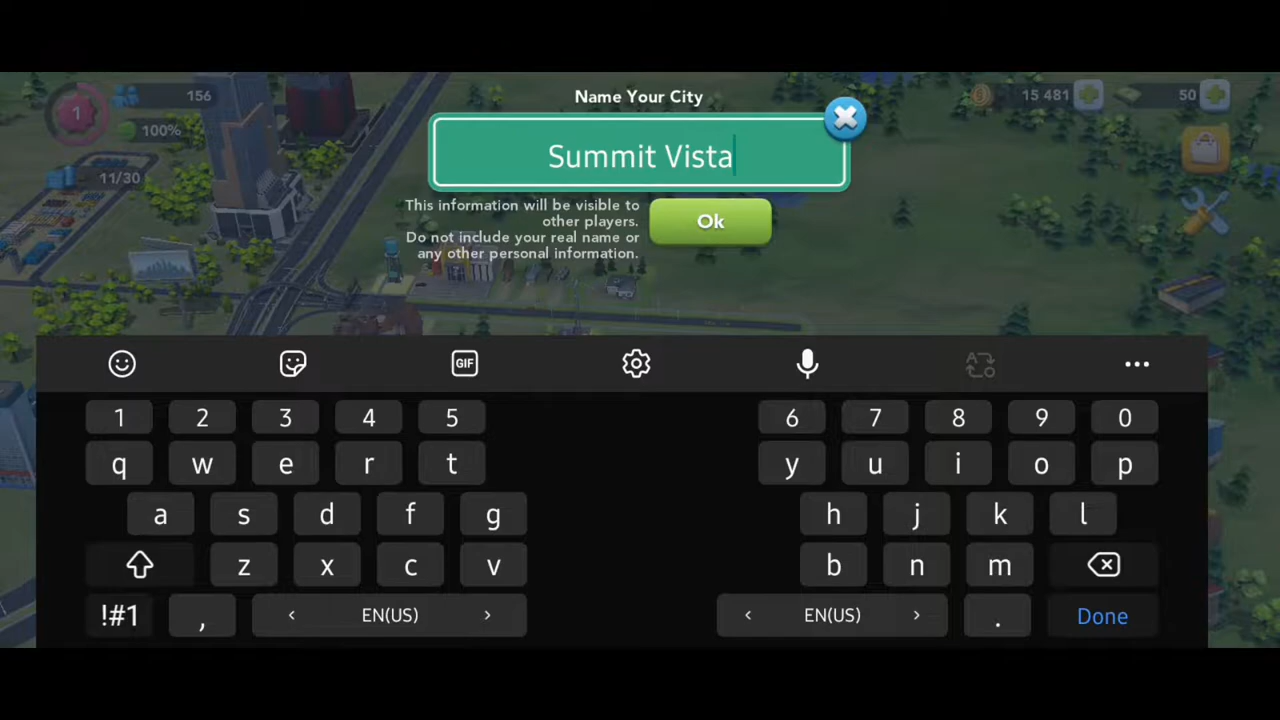 Name Your City
1
156
100%
11/30
15 481
50
Summit Vista
This information will be visible to
other players.
Do not include your real name or
any other personal information.
Ok
GIF
1 2 3 4 5 6 7 8 9 0
q w e r t y u i o p
a s d f g h j k l
z x c v b n m
!#1 , < EN(US) > < EN(US) > . Done